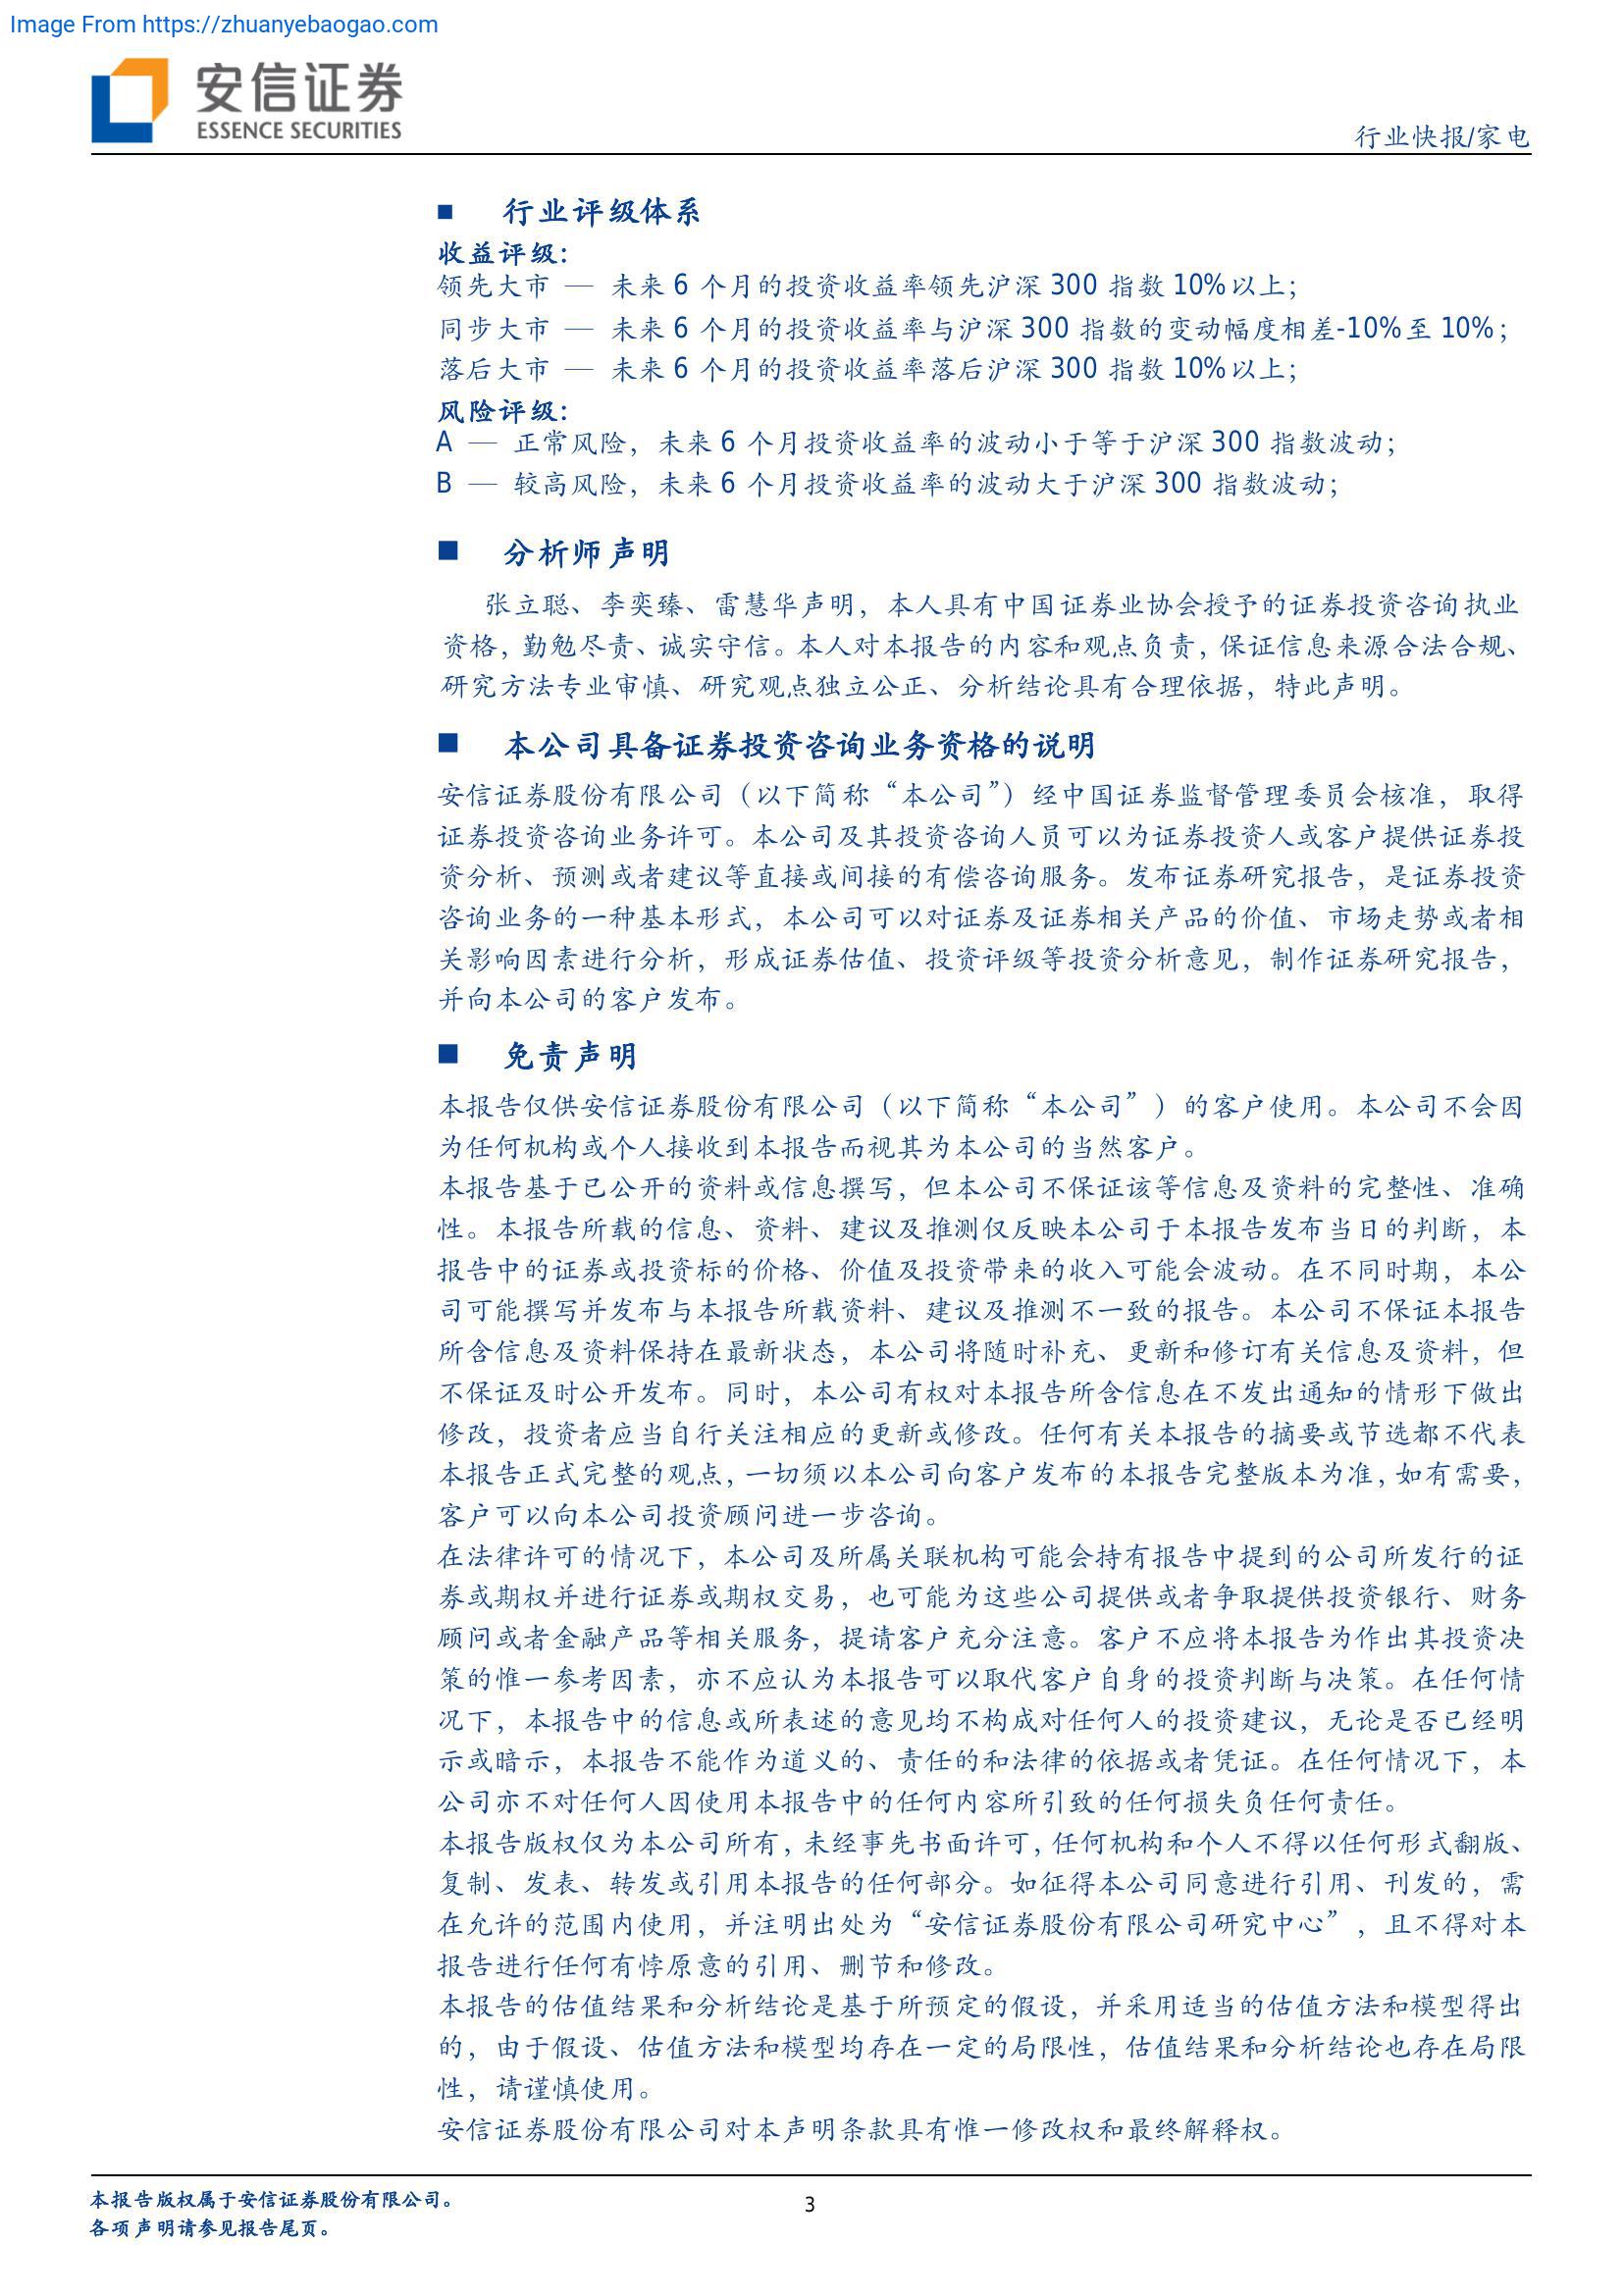 Image From https://zhuanyebaogao.com
安信证券
ESSENCE SECURITIES
行业快报/家电
■ 行业评级体系
收益评级：
领先大市 — 未来 6 个月的投资收益率领先沪深 300 指数 10%以上；
同步大市 — 未来 6 个月的投资收益率与沪深 300 指数的变动幅度相差-10%至 10%；
落后大市 — 未来 6 个月的投资收益率落后沪深 300 指数 10%以上；
风险评级：
A — 正常风险，未来 6 个月投资收益率的波动小于等于沪深 300 指数波动；
B — 较高风险，未来 6 个月投资收益率的波动大于沪深 300 指数波动；
■ 分析师声明
张立聪、李奕臻、雷慧华声明，本人具有中国证券业协会授予的证券投资咨询执业
资格，勤勉尽责、诚实守信。本人对本报告的内容和观点负责，保证信息来源合法合规、
研究方法专业审慎、研究观点独立公正、分析结论具有合理依据，特此声明。
■ 本公司具备证券投资咨询业务资格的说明
安信证券股份有限公司（以下简称“本公司”）经中国证券监督管理委员会核准，取得
证券投资咨询业务许可。本公司及其投资咨询人员可以为证券投资人或客户提供证券投
资分析、预测或者建议等直接或间接的有偿咨询服务。发布证券研究报告，是证券投资
咨询业务的一种基本形式，本公司可以对证券及证券相关产品的价值、市场走势或者相
关影响因素进行分析，形成证券估值、投资评级等投资分析意见，制作证券研究报告，
并向本公司的客户发布。
■ 免责声明
本报告仅供安信证券股份有限公司（以下简称“本公司”）的客户使用。本公司不会因
为任何机构或个人接收到本报告而视其为本公司的当然客户。
本报告基于已公开的资料或信息撰写，但本公司不保证该等信息及资料的完整性、准确
性。本报告所载的信息、资料、建议及推测仅反映本公司于本报告发布当日的判断，本
报告中的证券或投资标的价格、价值及投资带来的收入可能会波动。在不同时期，本公
司可能撰写并发布与本报告所载资料、建议及推测不一致的报告。本公司不保证本报告
所含信息及资料保持在最新状态，本公司将随时补充、更新和修订有关信息及资料，但
不保证及时公开发布。同时，本公司有权对本报告所含信息在不发出通知的情形下做出
修改，投资者应当自行关注相应的更新或修改。任何有关本报告的摘要或节选都不代表
本报告正式完整的观点，一切须以本公司向客户发布的本报告完整版本为准，如有需要，
客户可以向本公司投资顾问进一步咨询。
在法律许可的情况下，本公司及所属关联机构可能会持有报告中提到的公司所发行的证
券或期权并进行证券或期权交易，也可能为这些公司提供或者争取提供投资银行、财务
顾问或者金融产品等相关服务，提请客户充分注意。客户不应将本报告为作出其投资决
策的惟一参考因素，亦不应认为本报告可以取代客户自身的投资判断与决策。在任何情
况下，本报告中的信息或所表述的意见均不构成对任何人的投资建议，无论是否已经明
示或暗示，本报告不能作为道义的、责任的和法律的依据或者凭证。在任何情况下，本
公司亦不对任何人因使用本报告中的任何内容所引致的任何损失负任何责任。
本报告版权仅为本公司所有，未经事先书面许可，任何机构和个人不得以任何形式翻版、
复制、发表、转发或引用本报告的任何部分。如征得本公司同意进行引用、刊发的，需
在允许的范围内使用，并注明出处为“安信证券股份有限公司研究中心”，且不得对本
报告进行任何有悖原意的引用、删节和修改。
本报告的估值结果和分析结论是基于所预定的假设，并采用适当的估值方法和模型得出
的，由于假设、估值方法和模型均存在一定的局限性，估值结果和分析结论也存在局限
性，请谨慎使用。
安信证券股份有限公司对本声明条款具有惟一修改权和最终解释权。
本报告版权属于安信证券股份有限公司。
3
各项声明请参见报告尾页。